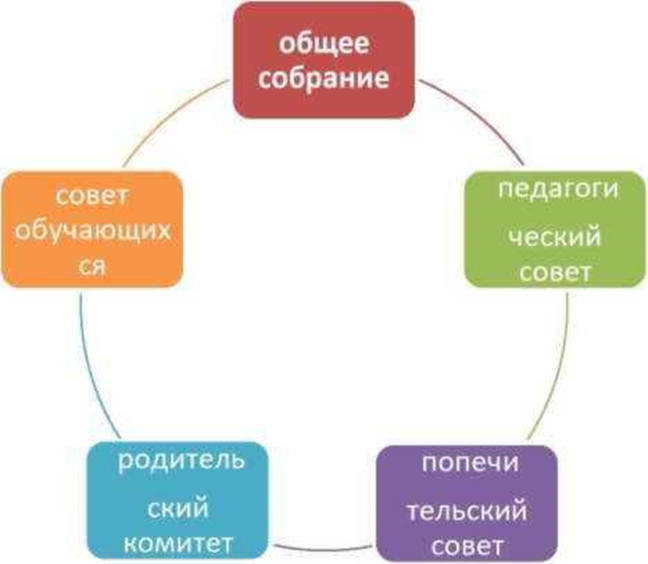 общее
собрание
педагоги
ческий
совет
попечи
тельский
совет
родитель
ский
комитет
совет
обучающих
ся